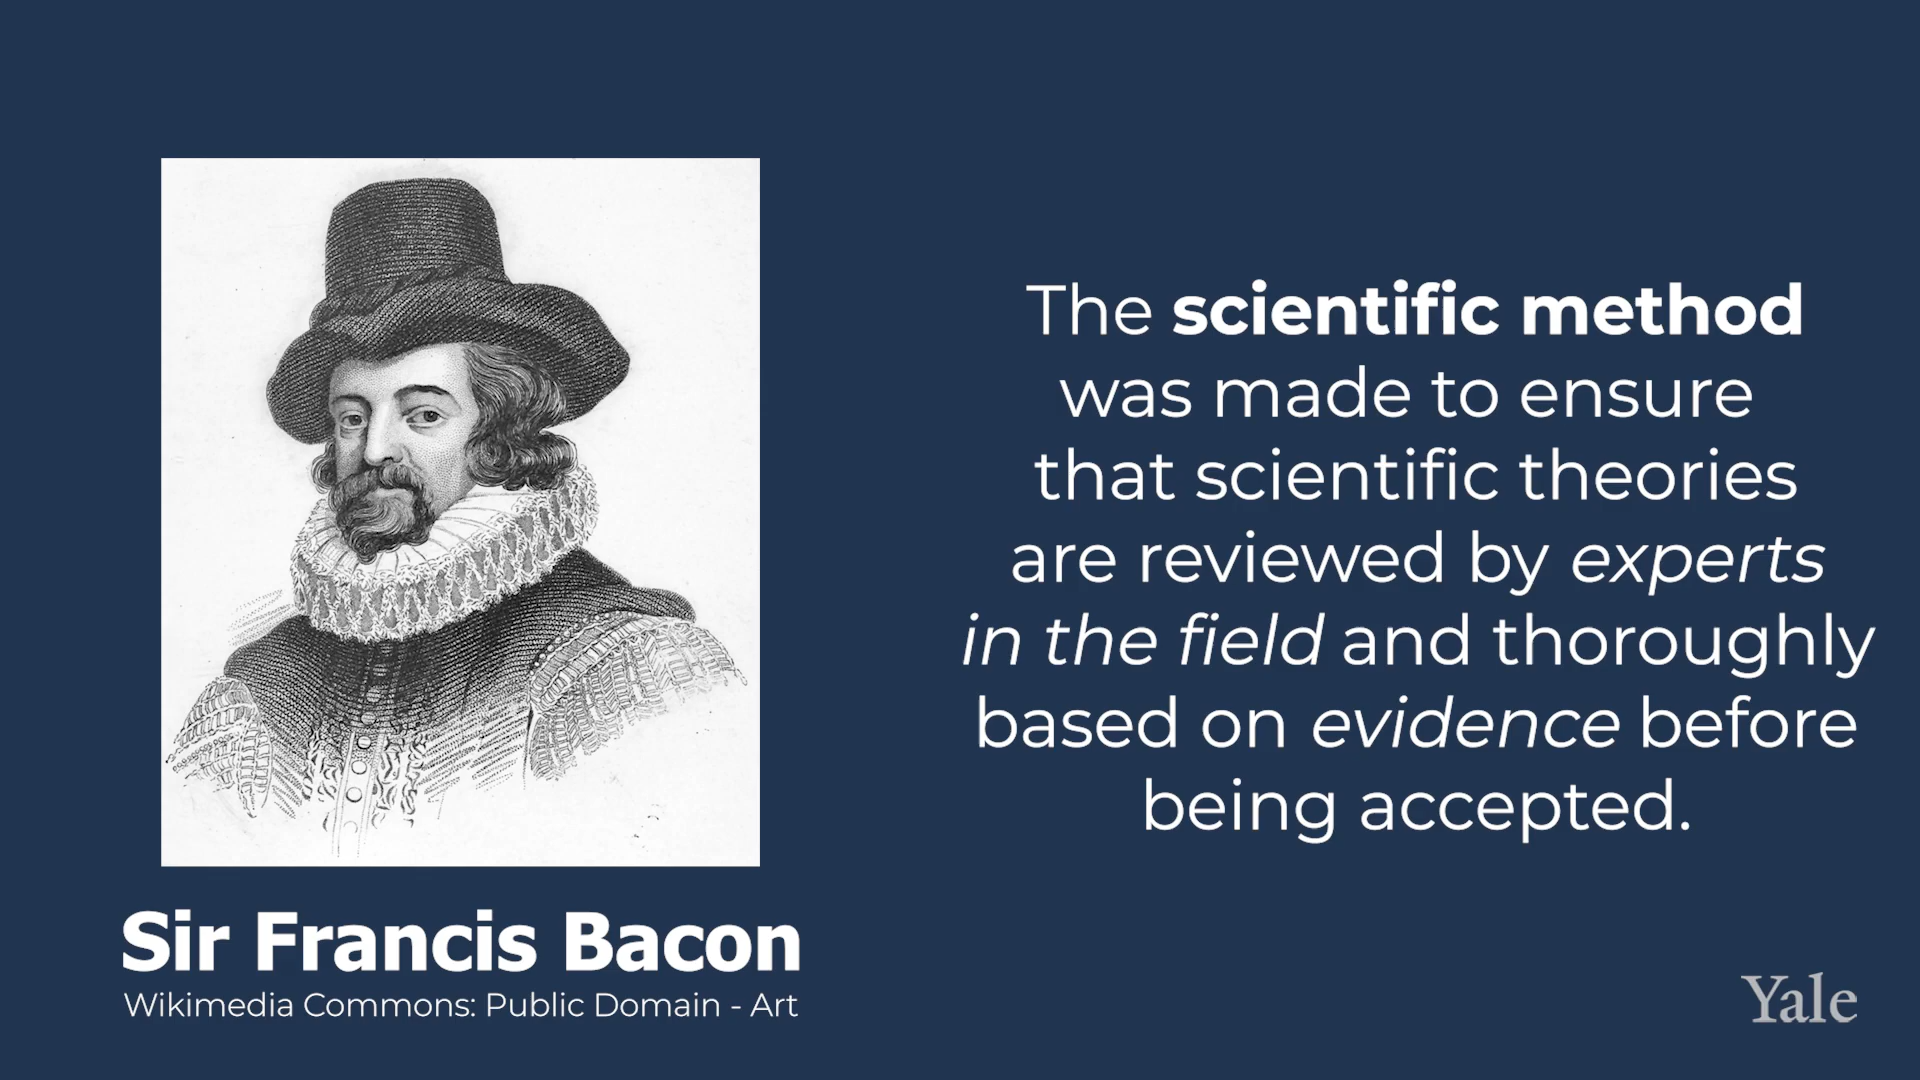 The scientific method
was made to ensure
that scientific theories
are reviewed by experts
in the field and thoroughly
based on evidence before
being accepted.
Sir Francis Bacon
Wikimedia Commons: Public Domain - Art
Yale